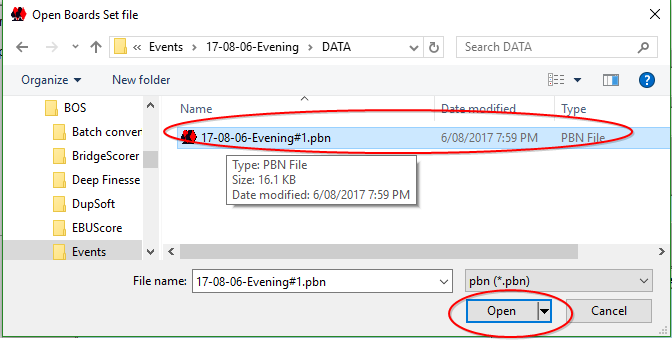 Open Boards Set file
« Events > 17-08-06-Evening > DATA
Search DATA
Organize
New folder
BOS
Batch conver
BridgeScorer
Deep Finesse
DupSoft
EBUScore
Events
Name
Date modified
Type
17-08-06-Evening#1.pbn
6/08/2017 7:59 PM
PBN File
Type: PBN File
Size: 16.1 KB
Date modified: 6/08/2017 7:59 PM
File name:
17-08-06-Evening#1.pbn
pbn (*.pbn)
Open
Cancel